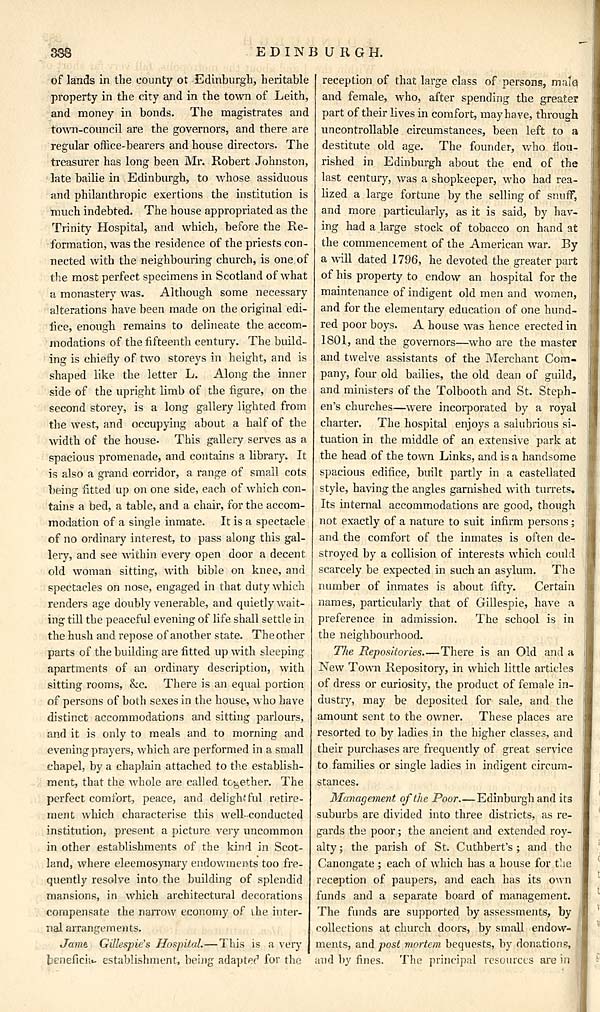 338
EDINBURGH.
of lands in the county ot Edinburgh, heritable
property in the city and in the town of Leith,
and money in bonds. The magistrates and
town-council are the governors, and there are
regular office-bearers and house directors. The
treasurer has long been Mr. Robert Johnston,
late bailie in Edinburgh, to whose assiduous
and philanthropic exertions the institution is
much indebted. The house appropriated as the
Trinity Hospital, and which, before the Re-
formation, was the residence of the priests con-
nected with the neighbouring church, is one of
the most perfect specimens in Scotland of what
a monastery was. Although some necessary
alterations have been made on the original edi-
fice, enough remains to delineate the accom-
modations of the fifteenth century. The build-
ing is chiefly of two storeys in height, and is
shaped like the letter L. Along the inner
side of the upright limb of the figure, on the
second storey, is a long gallery lighted from
the west, and occupying about a half of the
width of the house. This gallery serves as a
spacious promenade, and contains a library. It
is also a grand corridor, a range of small cots
being fitted up on one side, each of which con-
tains a bed, a table, and a chair, for the accom-
modation of a single inmate. It is a spectacle
of no ordinary interest, to pass along this gal-
lery, and see within every open door a decent
old woman sitting, with bible on knee, and
spectacles on nose, engaged in that duty which
renders age doubly venerable, and quietly wait-
ing till the peaceful evening of life shall settle in
the hush and repose of another state. The other
parts of the building are fitted up with sleeping
apartments of an ordinary description, with
sitting rooms, &c. There is an equal portion
of persons of both sexes in the house, who have
distinct accommodations and sitting parlours,
and it is only to meals and to morning and
evening prayers, which are performed in a small
chapel, by a chaplain attached to the establish-
ment, that the whole are called together. The
perfect comfort, peace, and delightful retire-
ment which characterise this well-conducted
institution, present a picture very uncommon
in other establishments of the kind in Scot-
land, where eleemosynary endowments too fre-
quently resolve into the building of splendid
mansions, in which architectural decorations
compensate the narrow economy of the inter-
nal arrangements.
Jame Gillespie's Hospital.—This is a very
beneficia establishment, being adapted for the
reception of that large class of persons, male
and female, who, after spending the greater
part of their lives in comfort, may have, through
uncontrollable circumstances, been left to a
destitute old age. The founder, who flou-
rished in Edinburgh about the end of the
last century, was a shopkeeper, who had rea-
lized a large fortune by the selling of snuff,
and more particularly, as it is said, by hav-
ing had a large stock of tobacco on hand at
the commencement of the American war. By
a will dated 1796, he devoted the greater part
of his property to endow an hospital for the
maintenance of indigent old men and women,
and for the elementary education of one hund-
red poor boys. A house was hence erected in
1801, and the governors—who are the master
and twelve assistants of the Merchant Com-
pany, four old bailies, the old dean of guild,
and ministers of the Tolbooth and St. Steph-
en's churches—were incorporated by a royal
charter. The hospital enjoys a salubrious si-
tuation in the middle of an extensive park at
the head of the town Links, and is a handsome
spacious edifice, built partly in a castellated
style, having the angles garnished with turrets.
Its internal accommodations are good, though
not exactly of a nature to suit infirm persons;
and the comfort of the inmates is often de-
stroyed by a collision of interests which could
scarcely be expected in such an asylum. The
number of inmates is about fifty. Certain
names, particularly that of Gillespie, have a
preference in admission. The school is in
the neighbourhood.
The Repositories.—There is an Old and a
New Town Repository, in which little articles
of dress or curiosity, the product of female in-
dustry, may be deposited for sale, and the
amount sent to the owner. These places are
resorted to by ladies in the higher classes, and
their purchases are frequently of great service
to families or single ladies in indigent circum-
stances.
Management of the Poor.—Edinburgh and its
suburbs are divided into three districts, as re-
gards the poor; the ancient and extended roy-
alty; the parish of St. Cuthbert's; and the
Canongate; each of which has a house for the
reception of paupers, and each has its own
funds and a separate board of management.
The funds are supported by assessments, by
collections at church doors, by small endow-
ments, and post mortem bequests, by donations,
and by fines. The principal resources are in